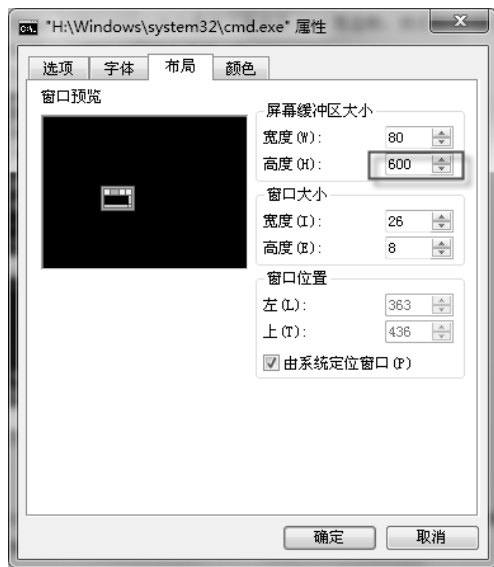 "H:\Windows\system32\cmd.exe" 属性
选项 字体 布局 颜色
窗口预览
屏幕缓冲区大小
宽度(W): 80
高度(H): 600
窗口大小
宽度(I): 26
高度(E): 8
窗口位置
左(L): 363
上(T): 436
由系统定位窗口(P)
确定 取消